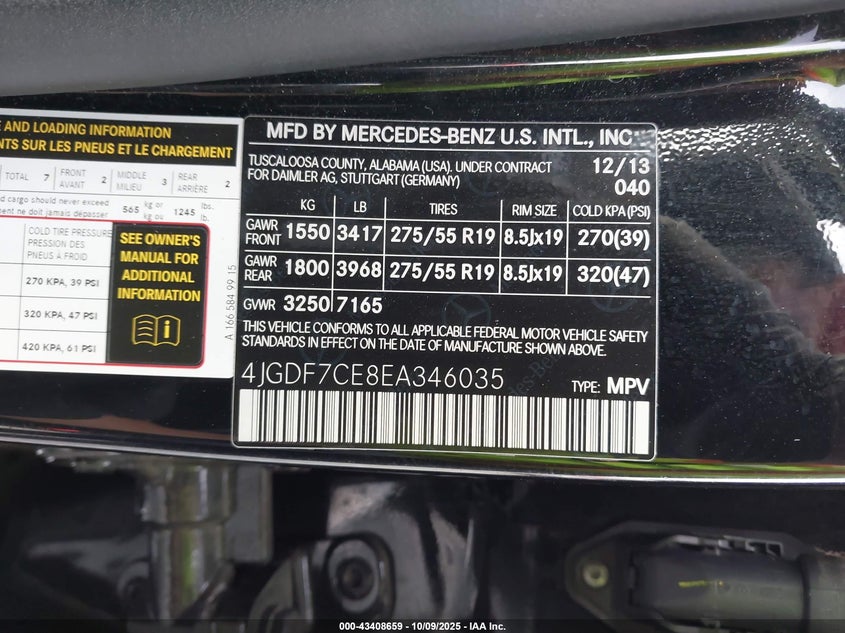 E AND LOADING INFORMATION
NTS SUR LES PNEUS ET LE CHARGEMENT
TOTAL 7 FRONT AVANT 2 MIDDLE MILIEU 3 REAR ARRIÈRE 2
d cargo should never exceed 565 kg or 1245 lbs.
ent ne doit jamais dépasser kg ou lb.
COLD TIRE PRESSURE
PRESSION DES
PNEUS A FROID
270 KPA, 39 PSI
320 KPA, 47 PSI
420 KPA, 61 PSI
SEE OWNER'S
MANUAL FOR
ADDITIONAL
INFORMATION
A 166 584 99 15
MFD BY MERCEDES-BENZ U.S. INTL., INC
TUSCALOOSA COUNTY, ALABAMA (USA). UNDER CONTRACT 12/13
FOR DAIMLER AG, STUTTGART (GERMANY) 040
KG LB TIRES RIM SIZE COLD KPA(PSI)
GAWR FRONT 1550 3417 275/55 R19 8.5Jx19 270(39)
GAWR REAR 1800 3968 275/55 R19 8.5Jx19 320(47)
GWR 3250 7165
THIS VEHICLE CONFORMS TO ALL APPLICABLE FEDERAL MOTOR VEHICLE SAFETY
STANDARDS IN EFFECT ON THE DATE OF MANUFACTURE SHOWN ABOVE.
4JGDF7CE8EA346035 TYPE: MPV
000-43408659 - 10/09/2025 - IAA Inc.